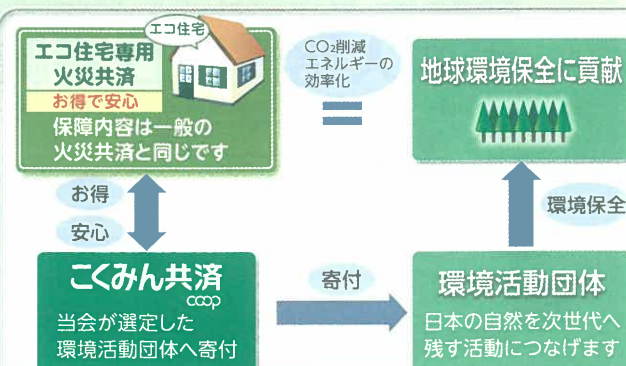 エコ住宅
エコ住宅専用
火災共済
お得で安心
保障内容は一般の
火災共済と同じです
CO₂削減
エネルギーの
効率化
地球環境保全に貢献
お得
安心
環境保全
こくみん共済
coop
当会が選定した
環境活動団体へ寄付
寄付
環境活動団体
日本の自然を次世代へ
残す活動につなげます